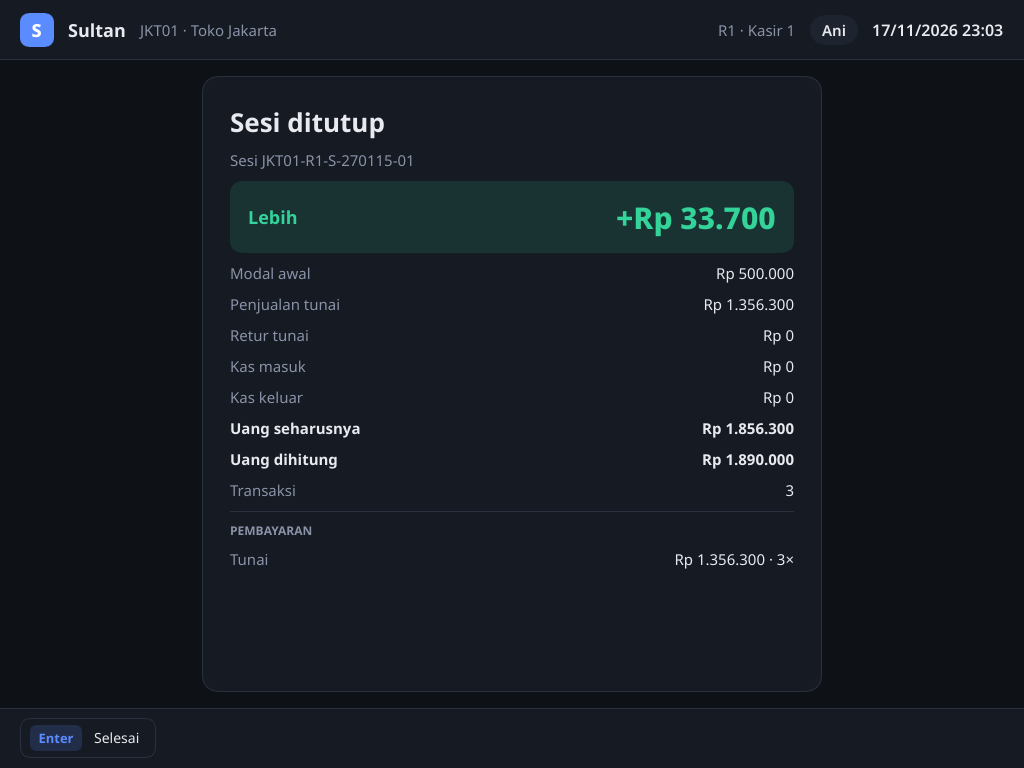 S Sultan JKT01 · Toko Jakarta R1 · Kasir 1 Ani 17/11/2026 23:03
Sesi ditutup
Sesi JKT01-R1-S-270115-01
Lebih +Rp 33.700
Modal awal Rp 500.000
Penjualan tunai Rp 1.356.300
Retur tunai Rp 0
Kas masuk Rp 0
Kas keluar Rp 0
Uang seharusnya Rp 1.856.300
Uang dihitung Rp 1.890.000
Transaksi 3
PEMBAYARAN
Tunai Rp 1.356.300 · 3×
Enter Selesai